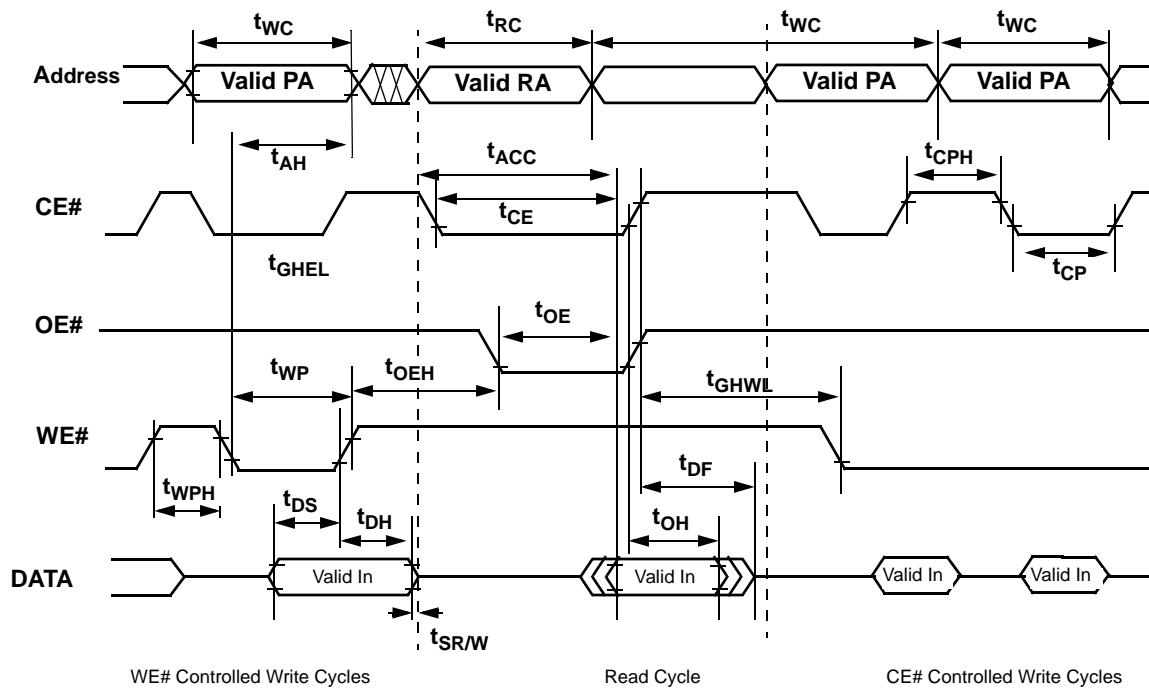 tWC tRC tWC tWC
Address Valid PA Valid RA Valid PA Valid PA
tAH tACC tCPH
CE# tCE
tGHEL tCP
OE# tOE
tWP tOEH tGHWL
WE#
tWPH tDS tDH tDF tOH
DATA Valid In Valid In Valid In Valid In
tSR/W
WE# Controlled Write Cycles Read Cycle CE# Controlled Write Cycles